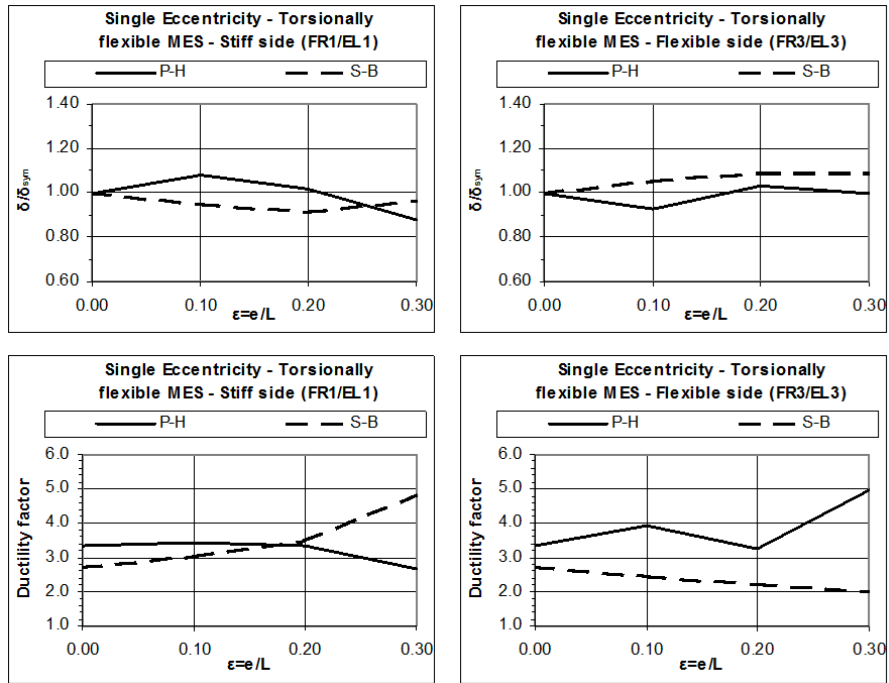 Single Eccentricity - Torsionally
flexible MES - Stiff side (FR1/EL1)
P-H S-B
1.40
1.20
1.00
0.80
0.60
δ/δsym
0.00 0.10 0.20 0.30
ε=e/L
Single Eccentricity - Torsionally
flexible MES - Flexible side (FR3/EL3)
P-H S-B
1.40
1.20
1.00
0.80
0.60
δ/δsym
0.00 0.10 0.20 0.30
ε=e/L
Single Eccentricity - Torsionally
flexible MES - Stiff side (FR1/EL1)
P-H S-B
6.0
5.0
4.0
3.0
2.0
1.0
Ductility factor
0.00 0.10 0.20 0.30
ε=e/L
Single Eccentricity - Torsionally
flexible MES - Flexible side (FR3/EL3)
P-H S-B
6.0
5.0
4.0
3.0
2.0
1.0
Ductility factor
0.00 0.10 0.20 0.30
ε=e/L